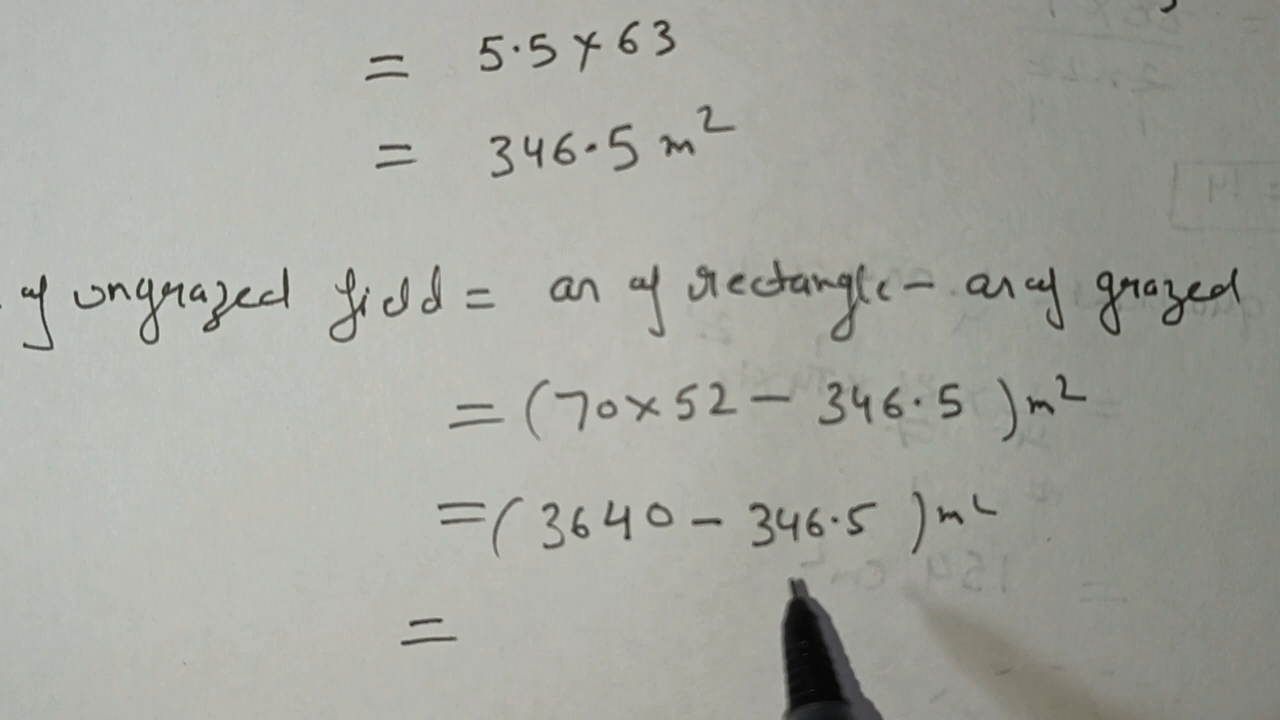 = 5.5 × 63
= 346.5 m²
of ungrazed field = ar of rectangle - ar of grazed
= (70×52 - 346.5) m²
= (3640 - 346.5) m²
=